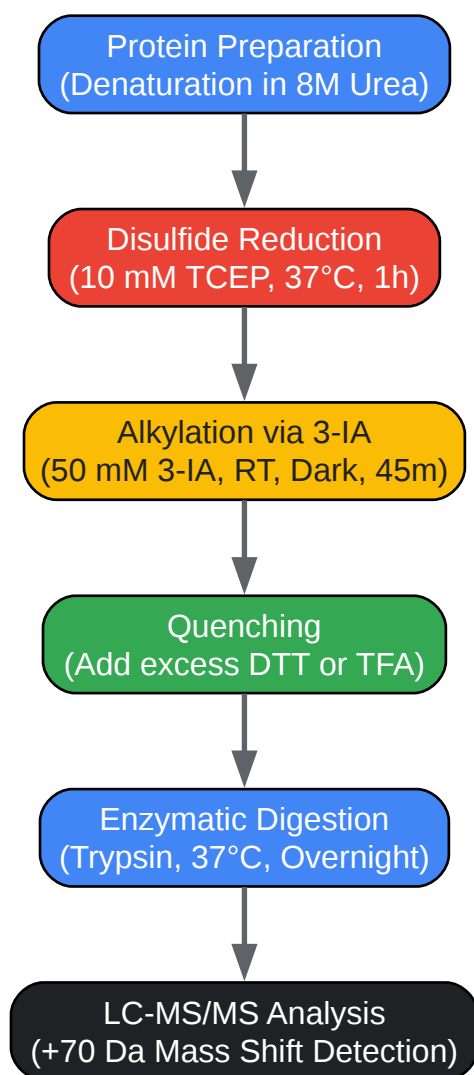 Protein Preparation
(Denaturation in 8M Urea)
Disulfide Reduction
(10 mM TCEP, 37°C, 1h)
Alkylation via 3-IA
(50 mM 3-IA, RT, Dark, 45m)
Quenching
(Add excess DTT or TFA)
Enzymatic Digestion
(Trypsin, 37°C, Overnight)
LC-MS/MS Analysis
(+70 Da Mass Shift Detection)